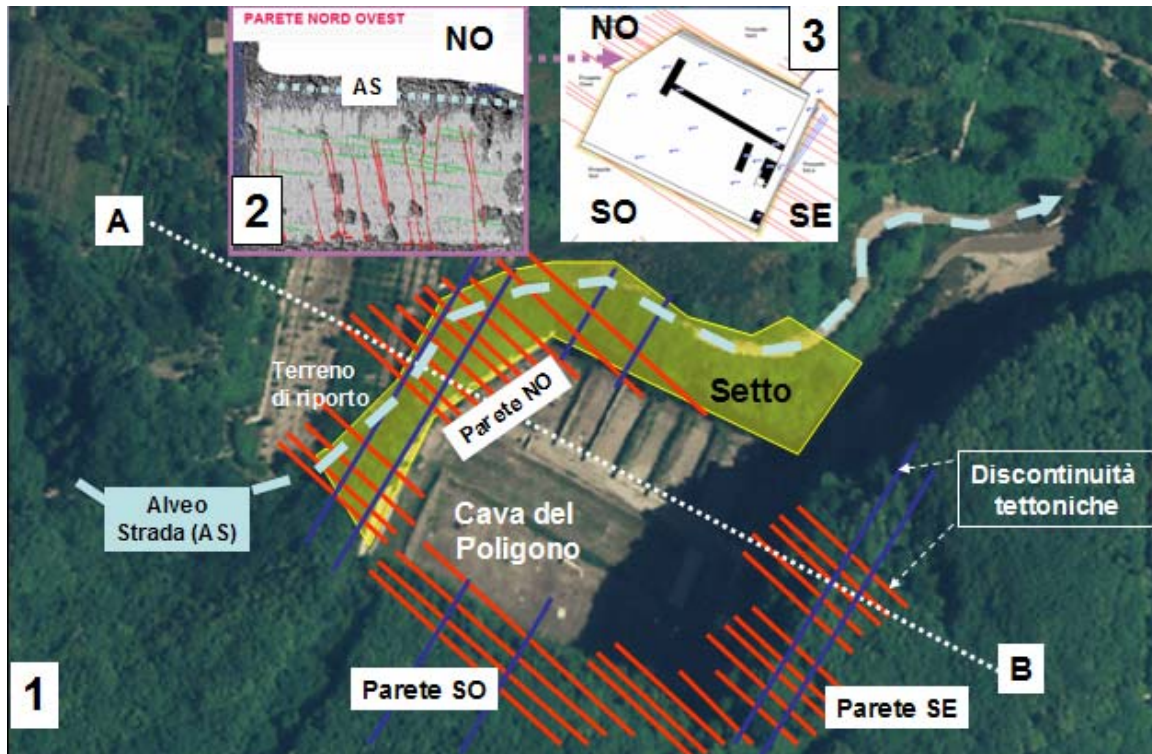 PARETE NORD OVEST
NO
AS
2
NO
3
SO
SE
A
Terreno
di riporto
Parete NO
Setto
Alveo
Strada (AS)
Cava del
Poligono
Discontinuità
tettoniche
1
Parete SO
Parete SE
B